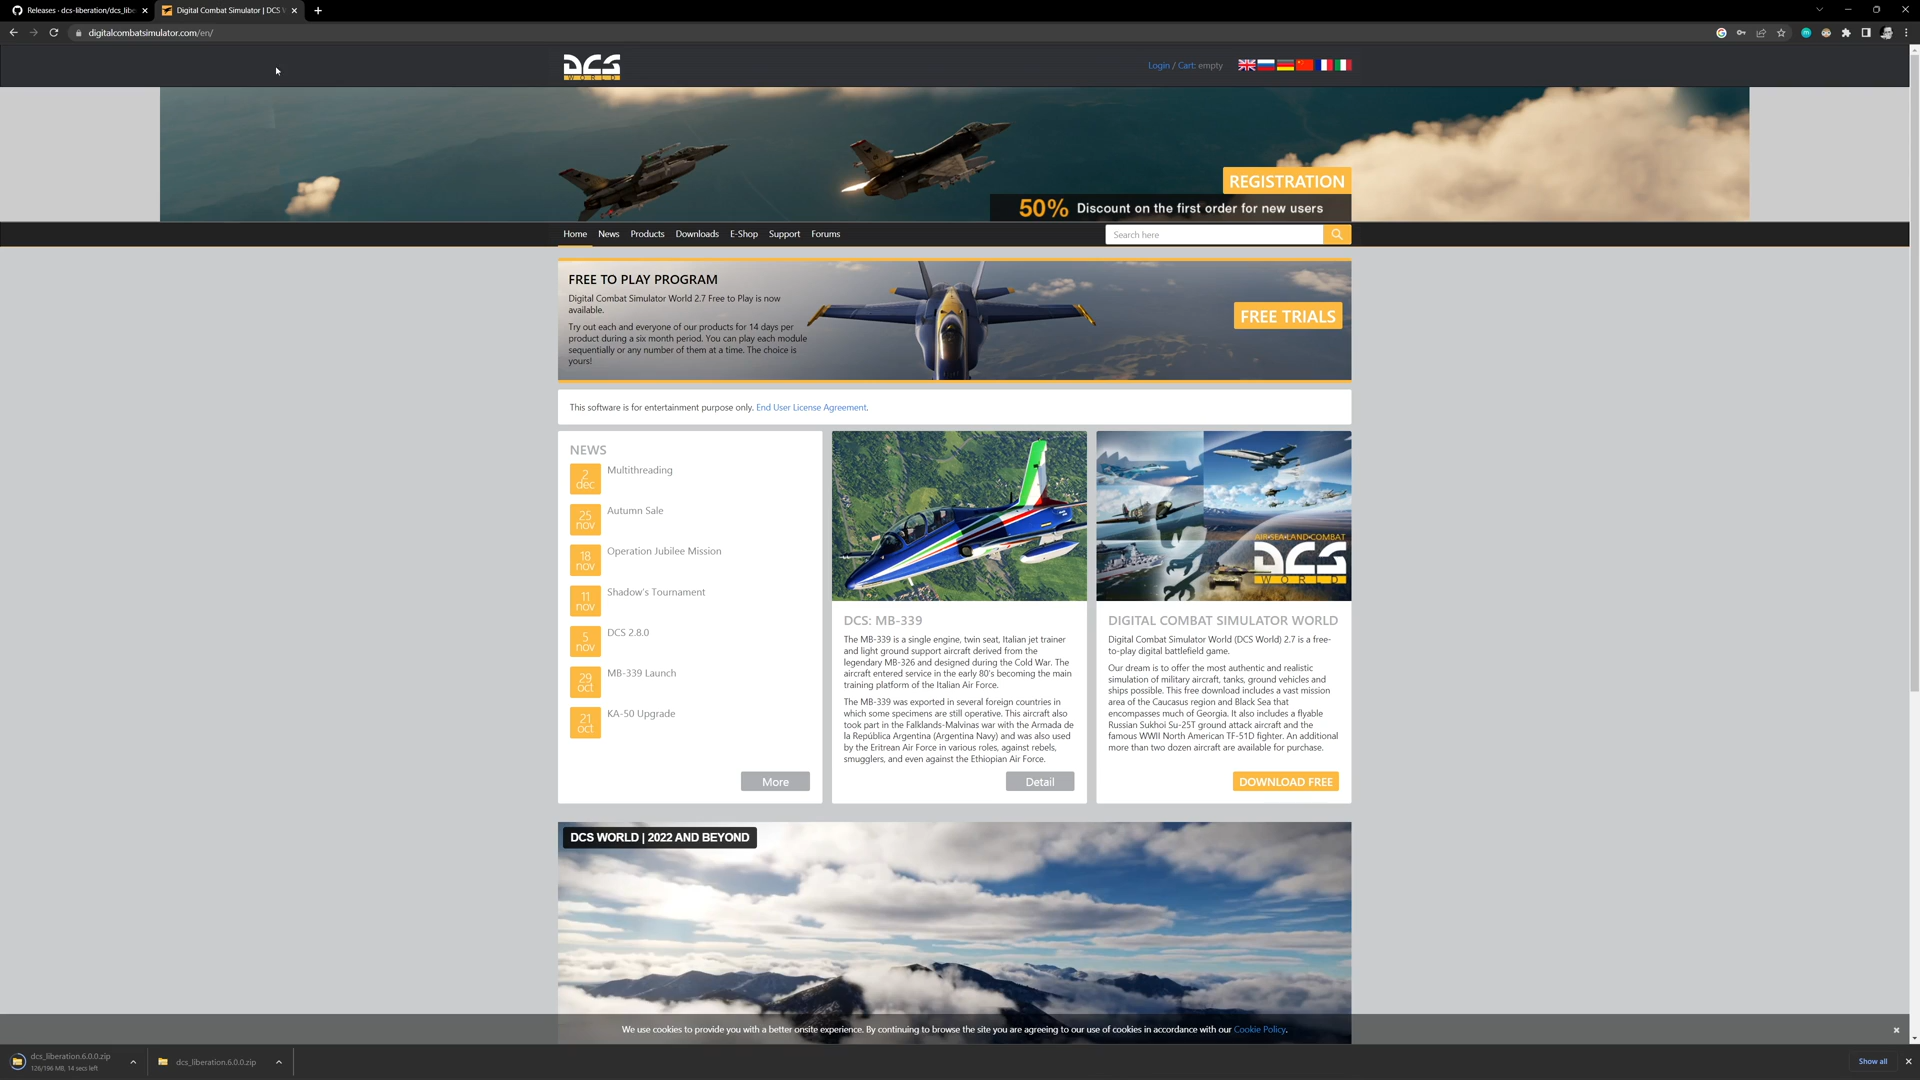 Releases · dcs-liberation/dcs_libe
Digital Combat Simulator | DCS W
digitalcombatsimulator.com/en/
DCS
WORLD
Login / Cart: empty
REGISTRATION
50% Discount on the first order for new users
Home News Products Downloads E-Shop Support Forums
Search here
FREE TO PLAY PROGRAM
Digital Combat Simulator World 2.7 Free to Play is now
available.
Try out each and everyone of our products for 14 days per
product during a six month period. You can play each module
sequentially or any number of them at a time. The choice is
yours!
FREE TRIALS
This software is for entertainment purpose only. End User License Agreement.
NEWS
2
dec
Multithreading
25
nov
Autumn Sale
18
nov
Operation Jubilee Mission
11
nov
Shadow's Tournament
5
nov
DCS 2.8.0
29
oct
MB-339 Launch
21
oct
KA-50 Upgrade
More
DCS: MB-339
The MB-339 is a single engine, twin seat, Italian jet trainer
and light ground support aircraft derived from the
legendary MB-326 and designed during the Cold War. The
aircraft entered service in the early 80's becoming the main
training platform of the Italian Air Force.
The MB-339 was exported in several foreign countries in
which some specimens are still operative. This aircraft also
took part in the Falklands-Malvinas war with the Armada de
la República Argentina (Argentina Navy) and was also used
by the Eritrean Air Force in various roles, against rebels,
smugglers, and even against the Ethiopian Air Force.
Detail
AIR·SEA·LAND·COMBAT
DCS
WORLD
DIGITAL COMBAT SIMULATOR WORLD
Digital Combat Simulator World (DCS World) 2.7 is a free-
to-play digital battlefield game.
Our dream is to offer the most authentic and realistic
simulation of military aircraft, tanks, ground vehicles and
ships possible. This free download includes a vast mission
area of the Caucasus region and Black Sea that
encompasses much of Georgia. It also includes a flyable
Russian Sukhoi Su-25T ground attack aircraft and the
famous WWII North American TF-51D fighter. An additional
more than two dozen aircraft are available for purchase.
DOWNLOAD FREE
DCS WORLD | 2022 AND BEYOND
We use cookies to provide you with a better onsite experience. By continuing to browse the site you are agreeing to our use of cookies in accordance with our Cookie Policy.
dcs_liberation.6.0.0.zip
126/196 MB, 14 secs left
dcs_liberation.6.0.0.zip
Show all